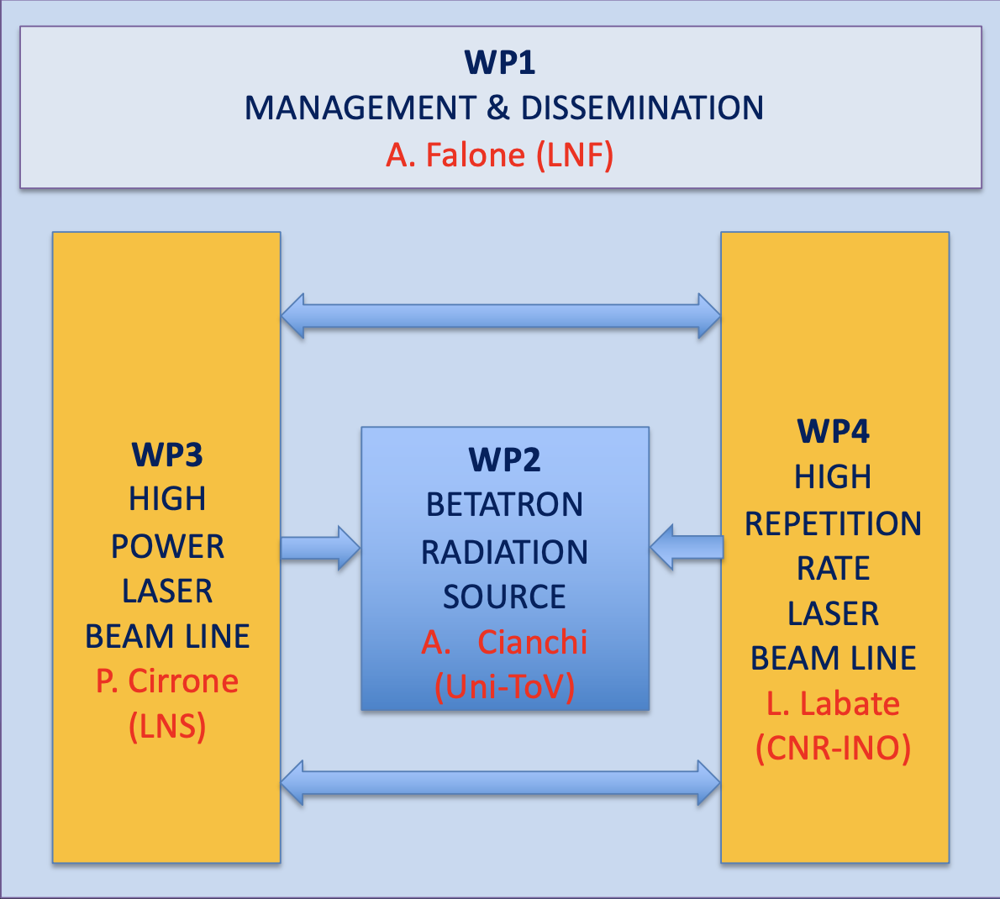 WP1
MANAGEMENT & DISSEMINATION
A. Falone (LNF)
WP3
HIGH
POWER
LASER
BEAM LINE
P. Cirrone
(LNS)
WP2
BETATRON
RADIATION
SOURCE
A. Cianchi
(Uni-ToV)
WP4
HIGH
REPETITION
RATE
LASER
BEAM LINE
L. Labate
(CNR-INO)